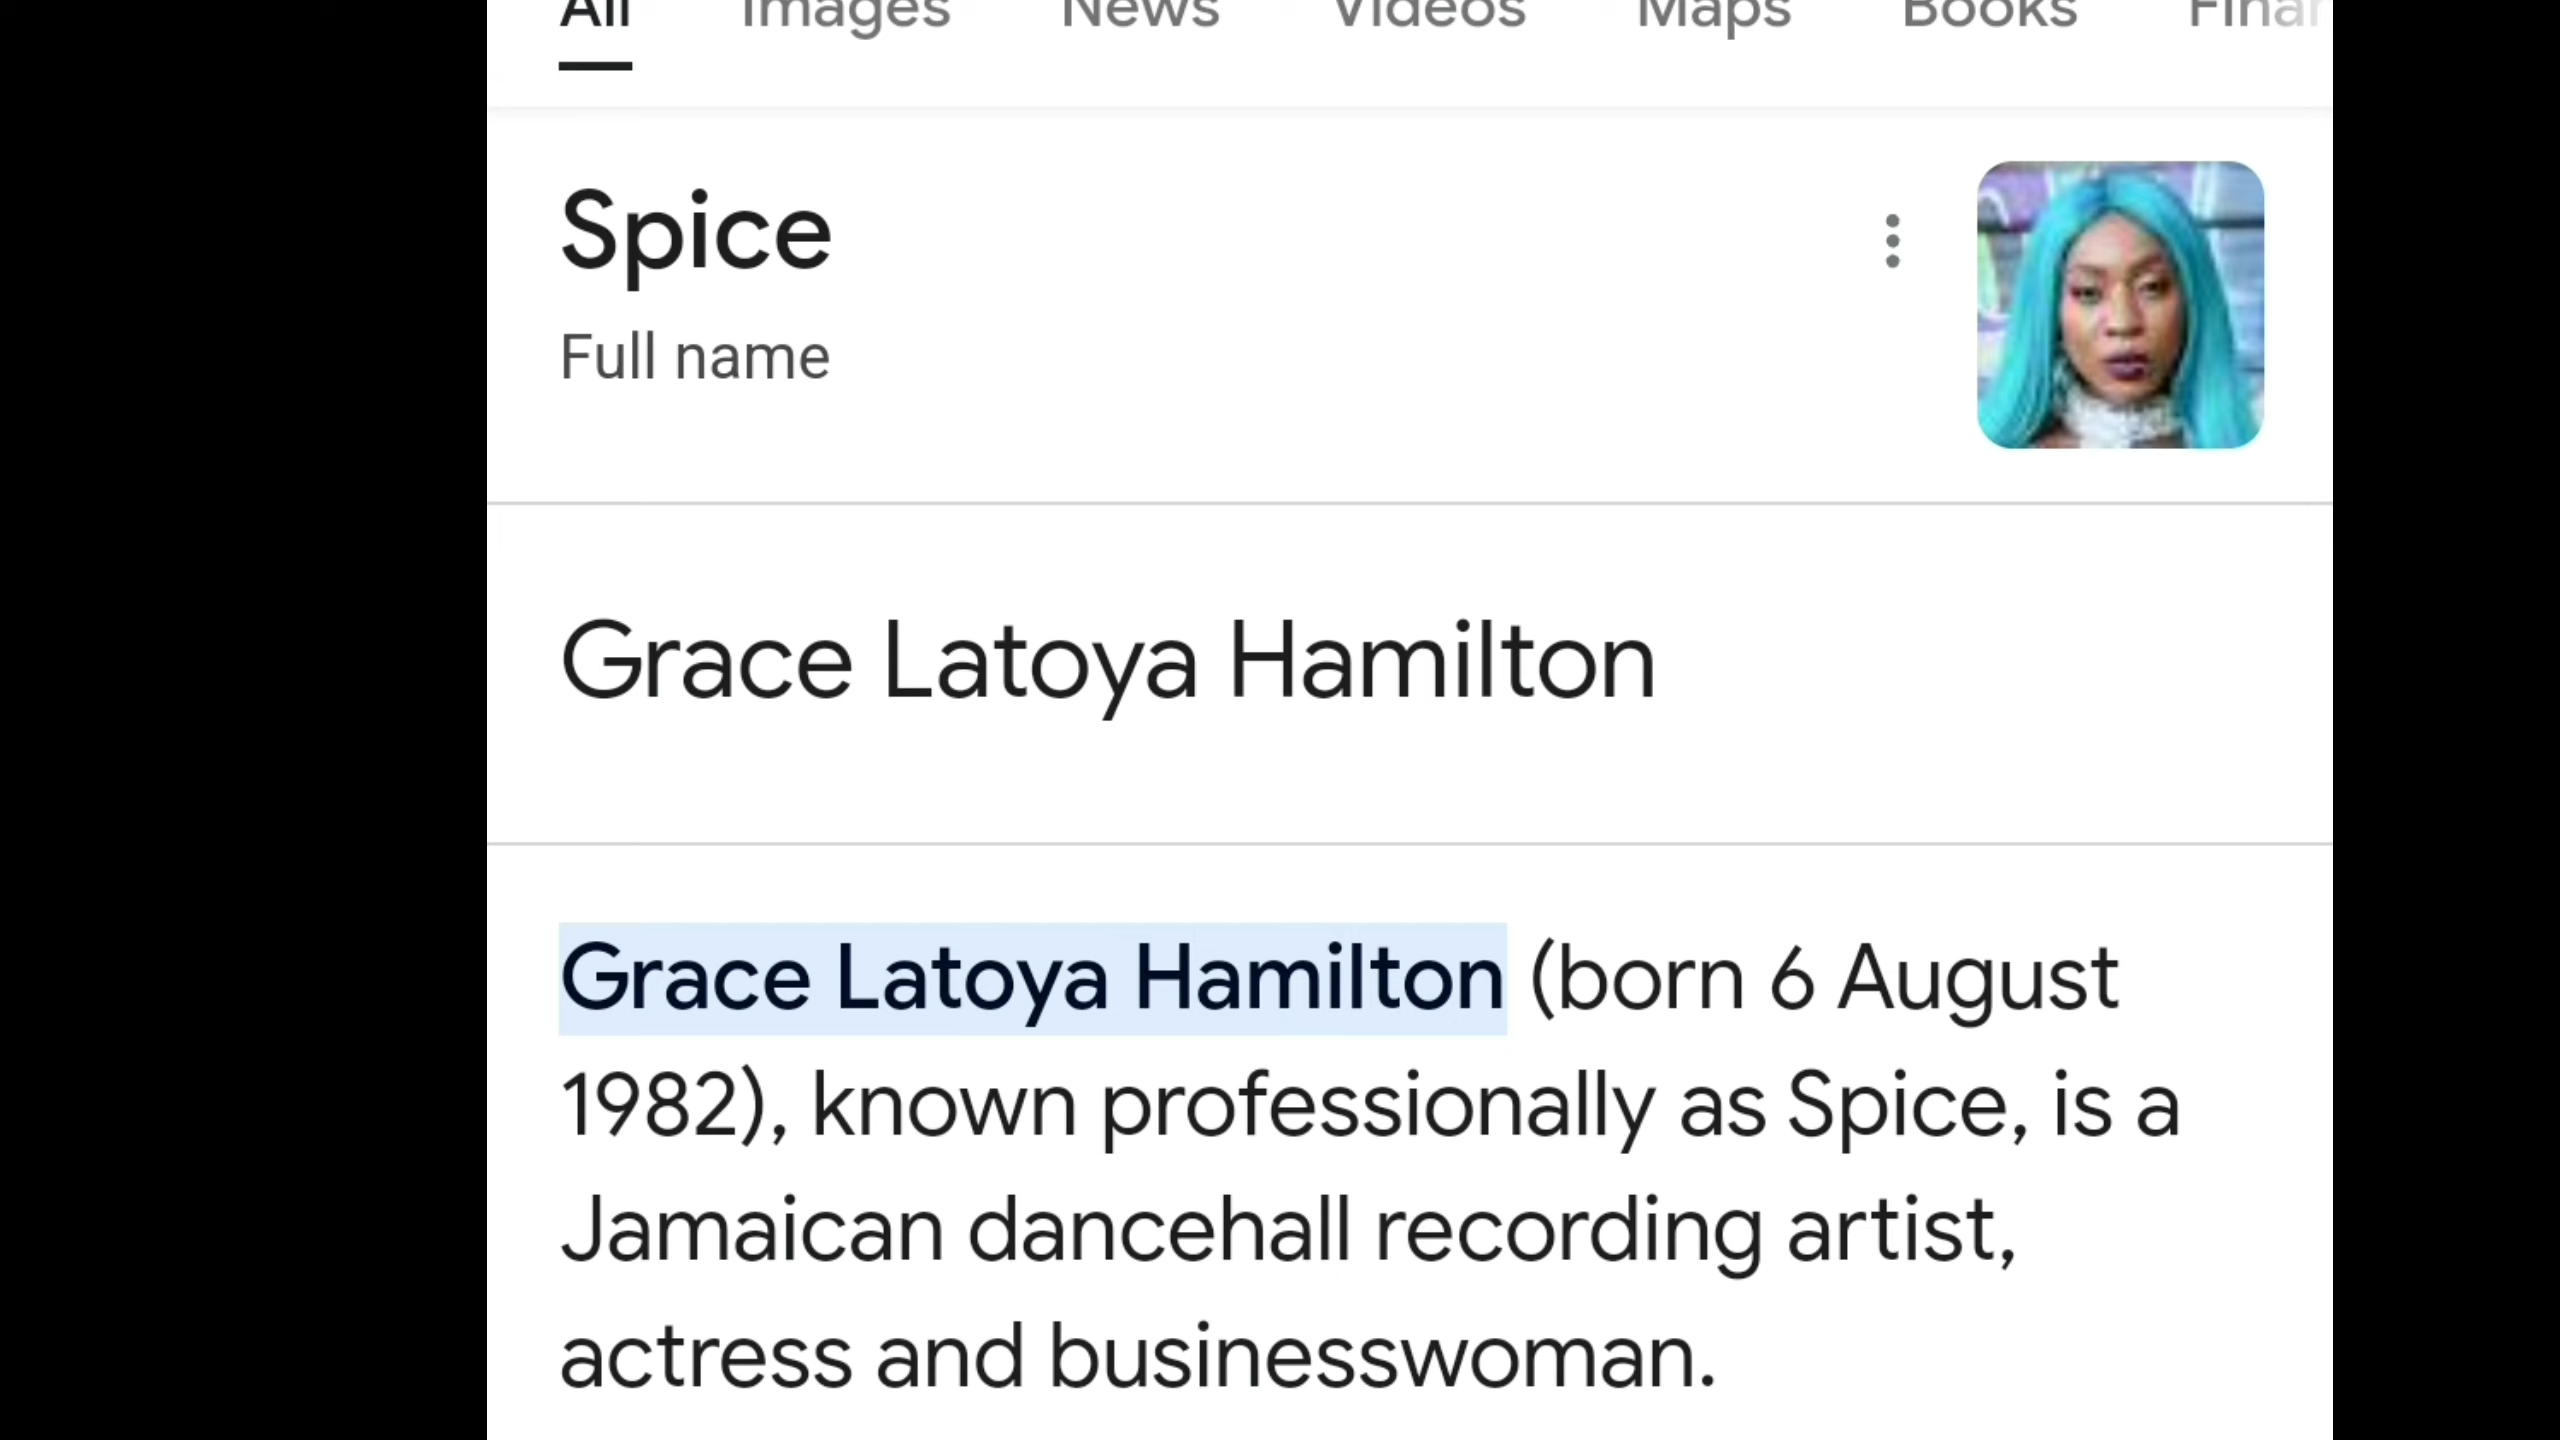 All Images News Videos Maps Books Finan
Spice
Full name
Grace Latoya Hamilton
Grace Latoya Hamilton (born 6 August
1982), known professionally as Spice, is a
Jamaican dancehall recording artist,
actress and businesswoman.